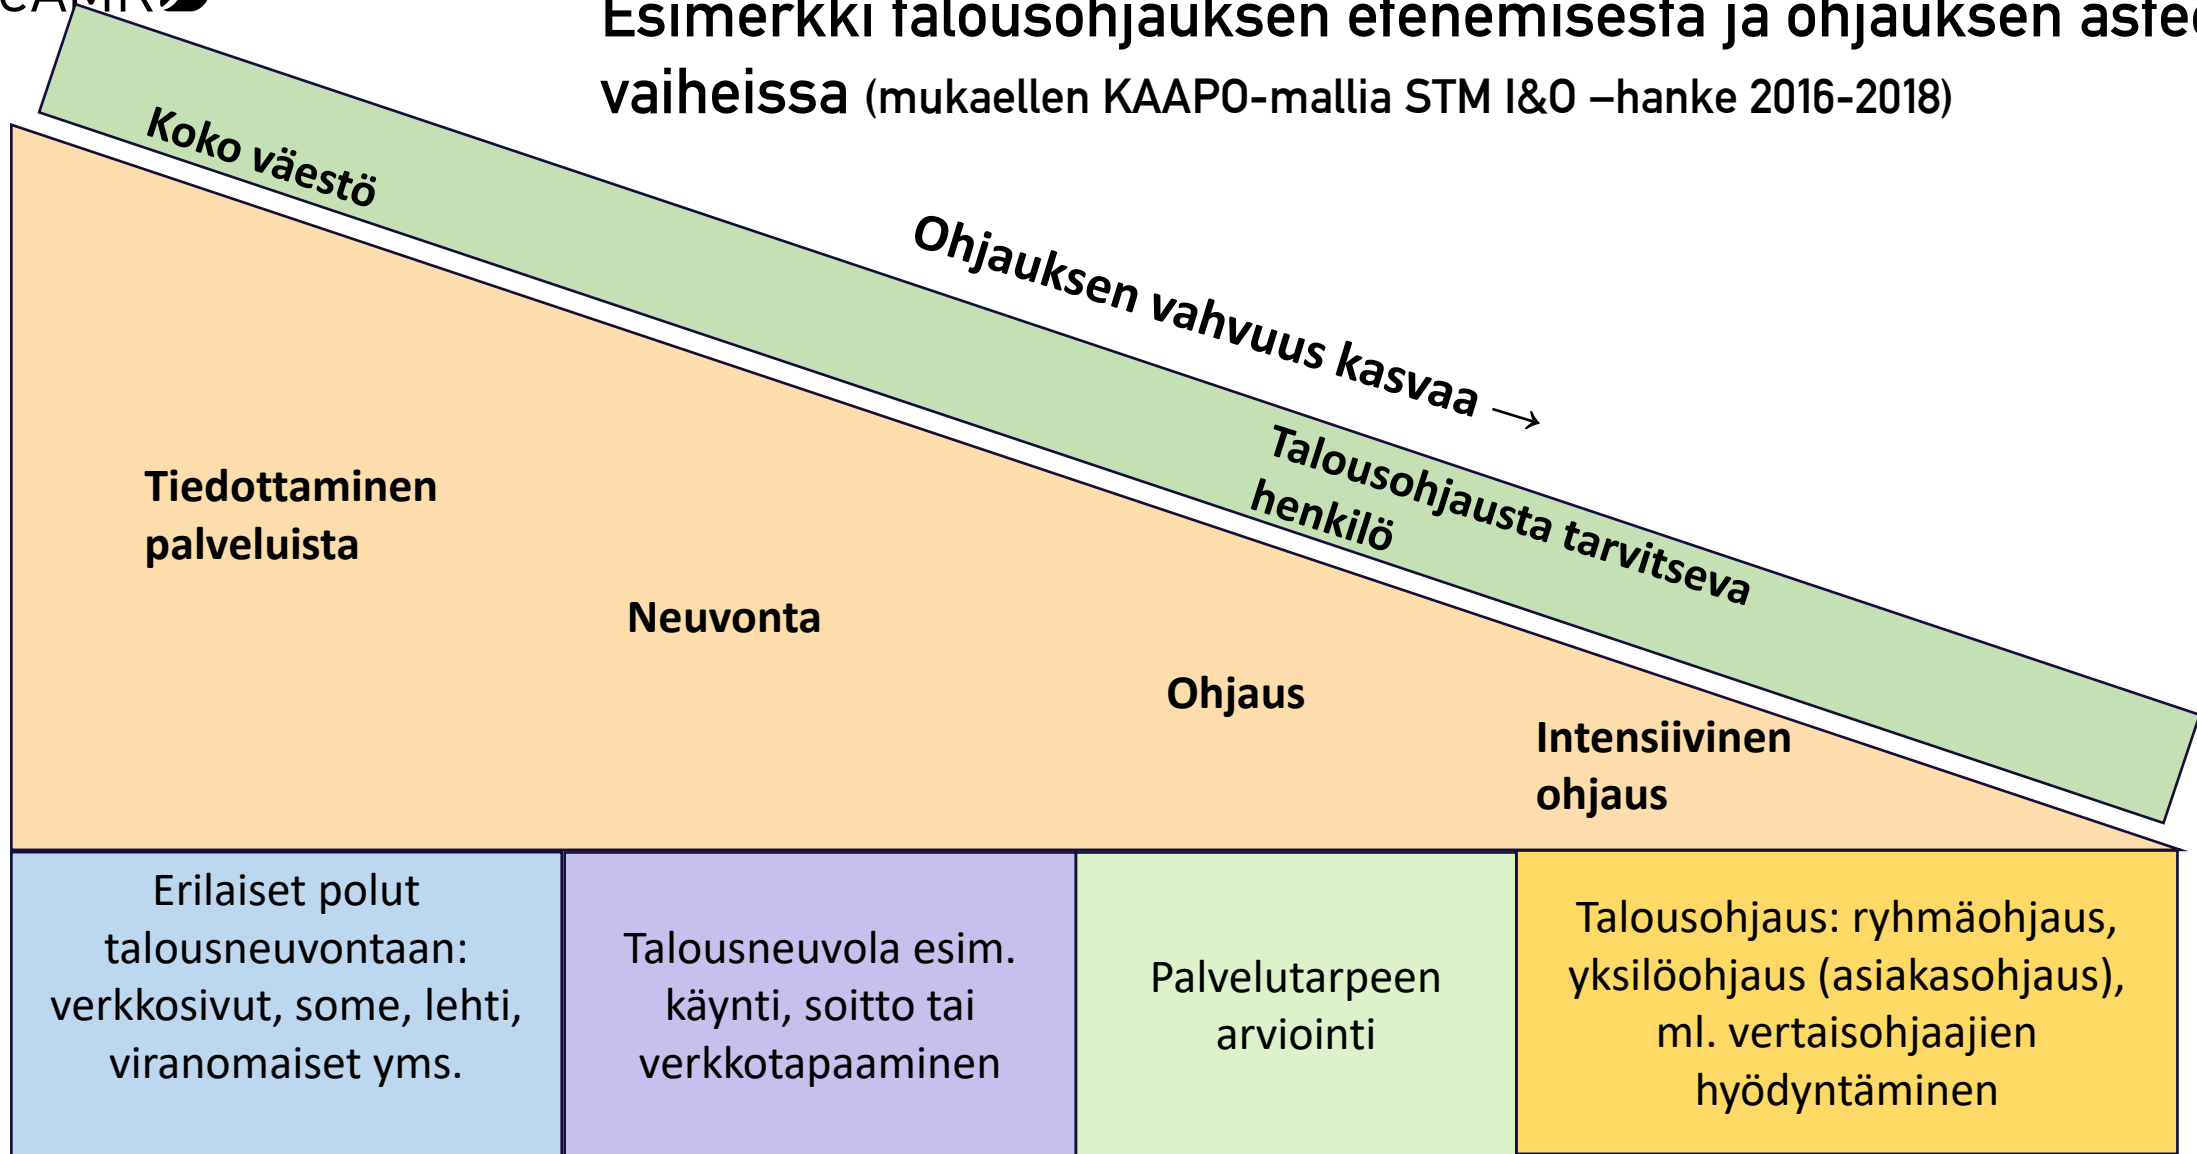 Esimerkki talousohjauksen etenemisestä ja ohjauksen
vaiheissa (mukaellen KAAPO-mallia STM I&O –hanke 2016-2018)
Koko väestö
Ohjauksen vahvuus kasvaa →
Talousohjausta tarvitseva
henkilö
Tiedottaminen
palveluista
Neuvonta
Ohjaus
Intensiivinen
ohjaus
Erilaiset polut
talousneuvontaan:
verkkosivut, some, lehti,
viranomaiset yms.
Talousneuvola esim.
käynti, soitto tai
verkkotapaaminen
Palvelutarpeen
arviointi
Talousohjaus: ryhmäohjaus,
yksilöohjaus (asiakasohjaus),
ml. vertaisohjaajien
hyödyntäminen